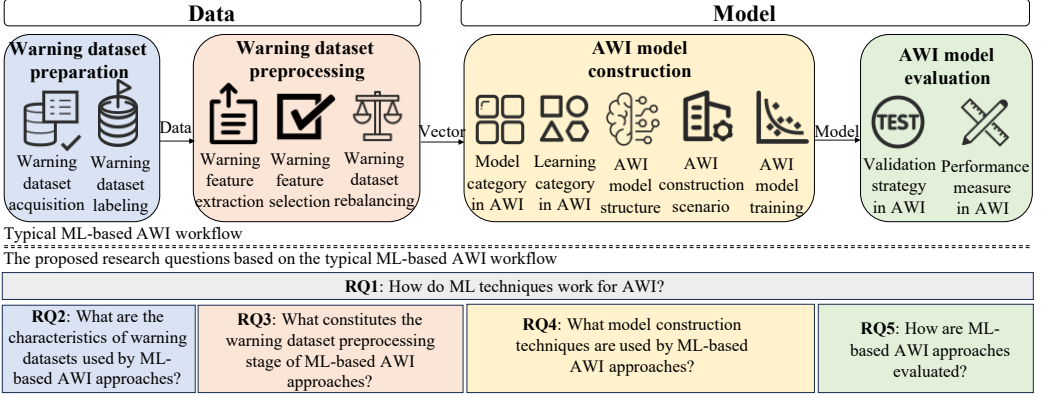 Data
Model
Warning dataset
preparation
Warning
dataset
acquisition
Warning
dataset
labeling
Data
Warning dataset
preprocessing
Warning
feature
extraction
Warning
feature
selection
Warning
dataset
rebalancing
Vector
AWI model
construction
Model
category
in AWI
Learning
category
in AWI
AWI
model
structure
AWI
construction
scenario
AWI
model
training
Model
AWI model
evaluation
TEST
Validation
strategy
in AWI
Performance
measure
in AWI
Typical ML-based AWI workflow
The proposed research questions based on the typical ML-based AWI workflow
RQ1: How do ML techniques work for AWI?
RQ2: What are the
characteristics of warning
datasets used by ML-
based AWI approaches?
RQ3: What constitutes the
warning dataset preprocessing
stage of ML-based AWI
approaches?
RQ4: What model construction
techniques are used by ML-based
AWI approaches?
RQ5: How are ML-
based AWI approaches
evaluated?